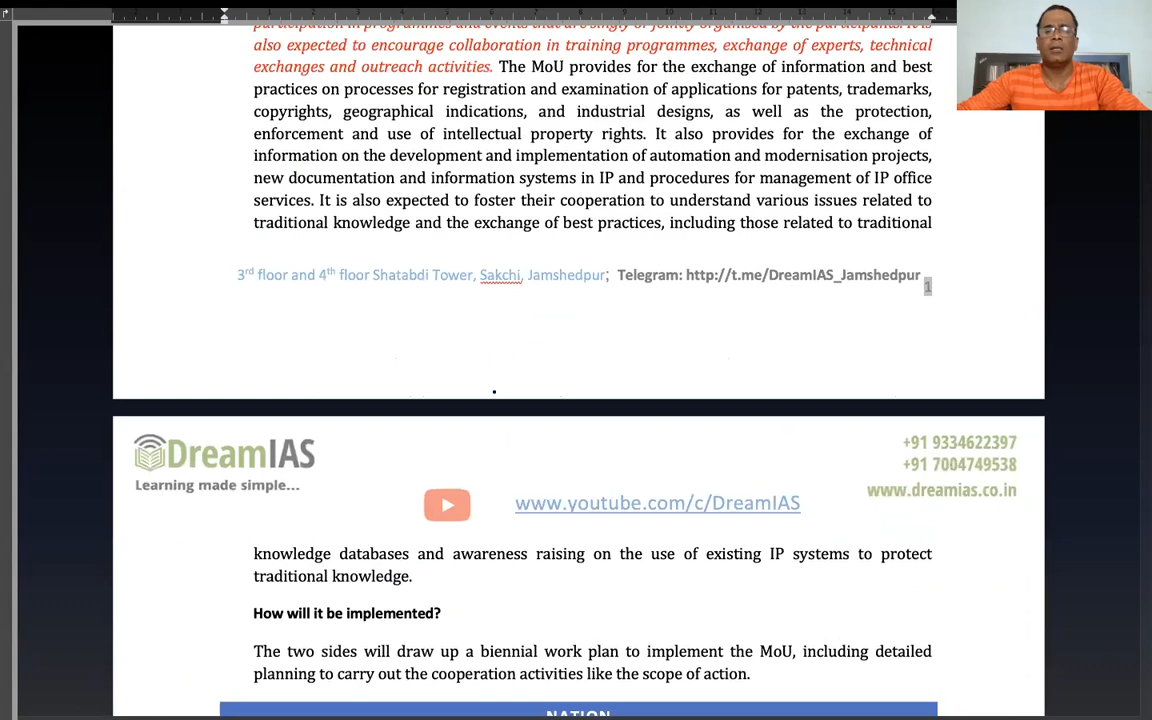 also expected to encourage collaboration in training programmes, exchange of experts, technical
exchanges and outreach activities. The MoU provides for the exchange of information and best
practices on processes for registration and examination of applications for patents, trademarks,
copyrights, geographical indications, and industrial designs, as well as the protection,
enforcement and use of intellectual property rights. It also provides for the exchange of
information on the development and implementation of automation and modernisation projects,
new documentation and information systems in IP and procedures for management of IP office
services. It is also expected to foster their cooperation to understand various issues related to
traditional knowledge and the exchange of best practices, including those related to traditional
3rd floor and 4th floor Shatabdi Tower, Sakchi, Jamshedpur; Telegram: http://t.me/DreamIAS_Jamshedpur
1
DreamIAS
Learning made simple...
+91 9334622397
+91 7004749538
www.dreamias.co.in
www.youtube.com/c/DreamIAS
knowledge databases and awareness raising on the use of existing IP systems to protect
traditional knowledge.
How will it be implemented?
The two sides will draw up a biennial work plan to implement the MoU, including detailed
planning to carry out the cooperation activities like the scope of action.
NATION